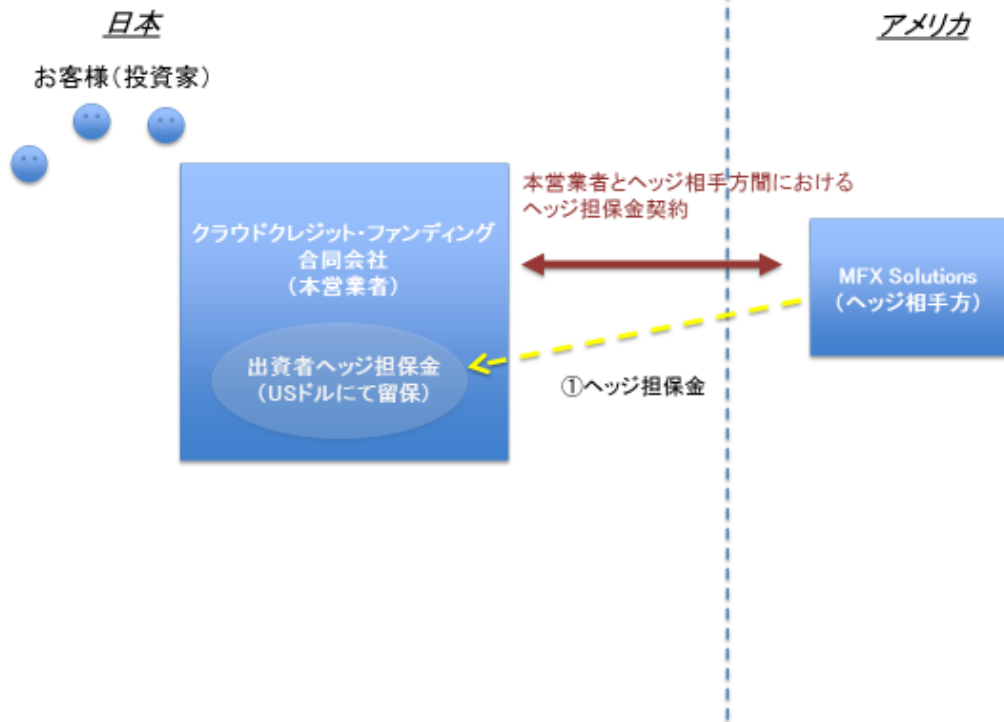 日本
アメリカ
お客様(投資家)
本営業者とヘッジ相手方間における
ヘッジ担保金契約
クラウドクレジット・ファンディング
合同会社
(本営業者)
MFX Solutions
(ヘッジ相手方)
出資者ヘッジ担保金
(USドルにて留保)
①ヘッジ担保金